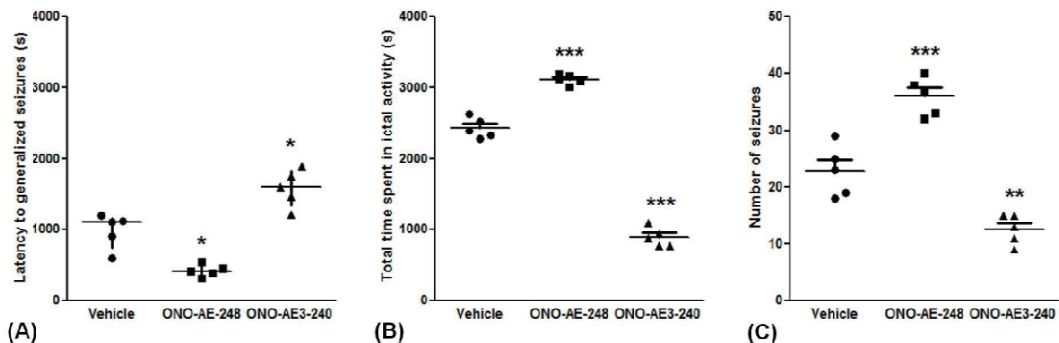 Latency to generalized seizures (s)
4000
3000
2000
1000
0
*
*
Vehicle ONO-AE-248 ONO-AE3-240
(A)
Total time spent in ictal activity (s)
4000
3000
2000
1000
0
***
***
Vehicle ONO-AE-248 ONO-AE3-240
(B)
Number of seizures
50
40
30
20
10
0
***
**
Vehicle ONO-AE-248 ONO-AE3-240
(C)